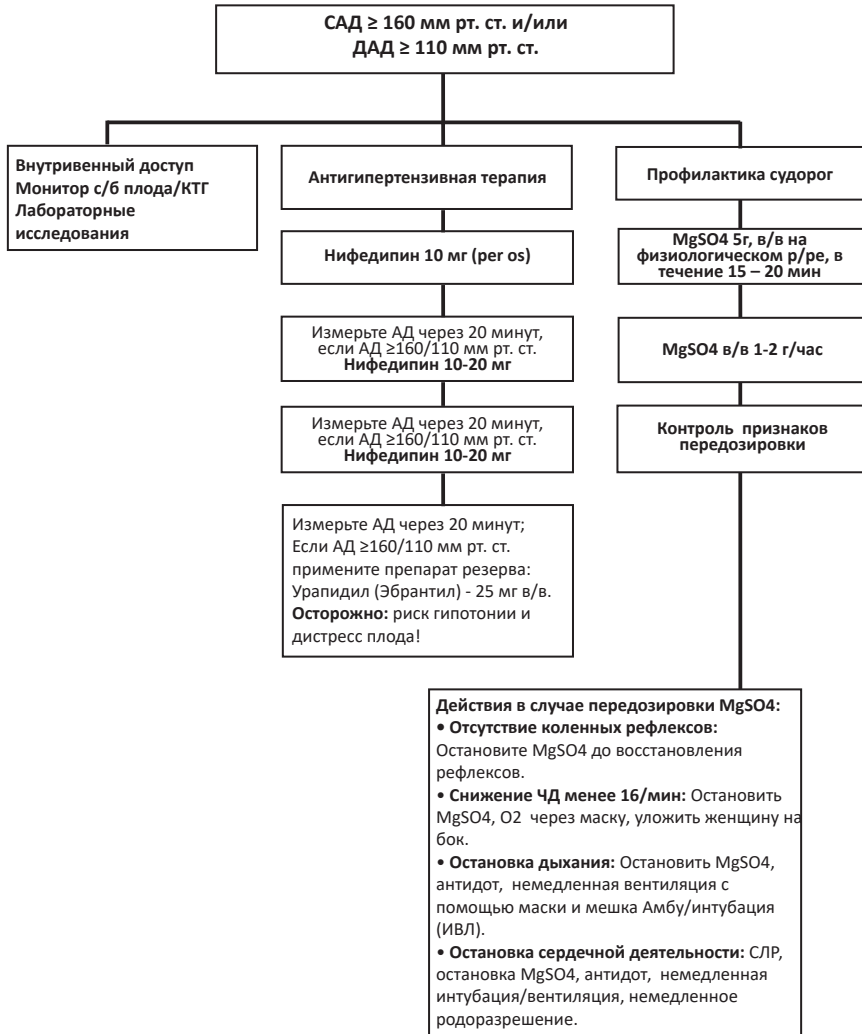 САД ≥ 160 мм рт. ст. и/или
ДАД ≥ 110 мм рт. ст.
Внутривенный доступ
Монитор с/б плода/КТГ
Лабораторные
исследования
Антигипертензивная терапия
Нифедипин 10 мг (per os)
Измерьте АД через 20 минут,
если АД ≥160/110 мм рт. ст.
Нифедипин 10-20 мг
Измерьте АД через 20 минут,
если АД ≥160/110 мм рт. ст.
Нифедипин 10-20 мг
Измерьте АД через 20 минут;
Если АД ≥160/110 мм рт. ст.
примените препарат резерва:
Урапидил (Эбрантил) - 25 мг в/в.
Осторожно: риск гипотонии и
дистресс плода!
Профилактика судорог
MgSO4 5г, в/в на
физиологическом р/ре, в
течение 15 – 20 мин
MgSO4 в/в 1-2 г/час
Контроль признаков
передозировки
Действия в случае передозировки MgSO4:
• Отсутствие коленных рефлексов:
Остановите MgSO4 до восстановления
рефлексов.
• Снижение ЧД менее 16/мин: Остановить
MgSO4, О2 через маску, уложить женщину на
бок.
• Остановка дыхания: Остановить MgSO4,
антидот, немедленная вентиляция с
помощью маски и мешка Амбу/интубация
(ИВЛ).
• Остановка сердечной деятельности: СЛР,
остановка MgSO4, антидот, немедленная
интубация/вентиляция, немедленное
родоразрешение.